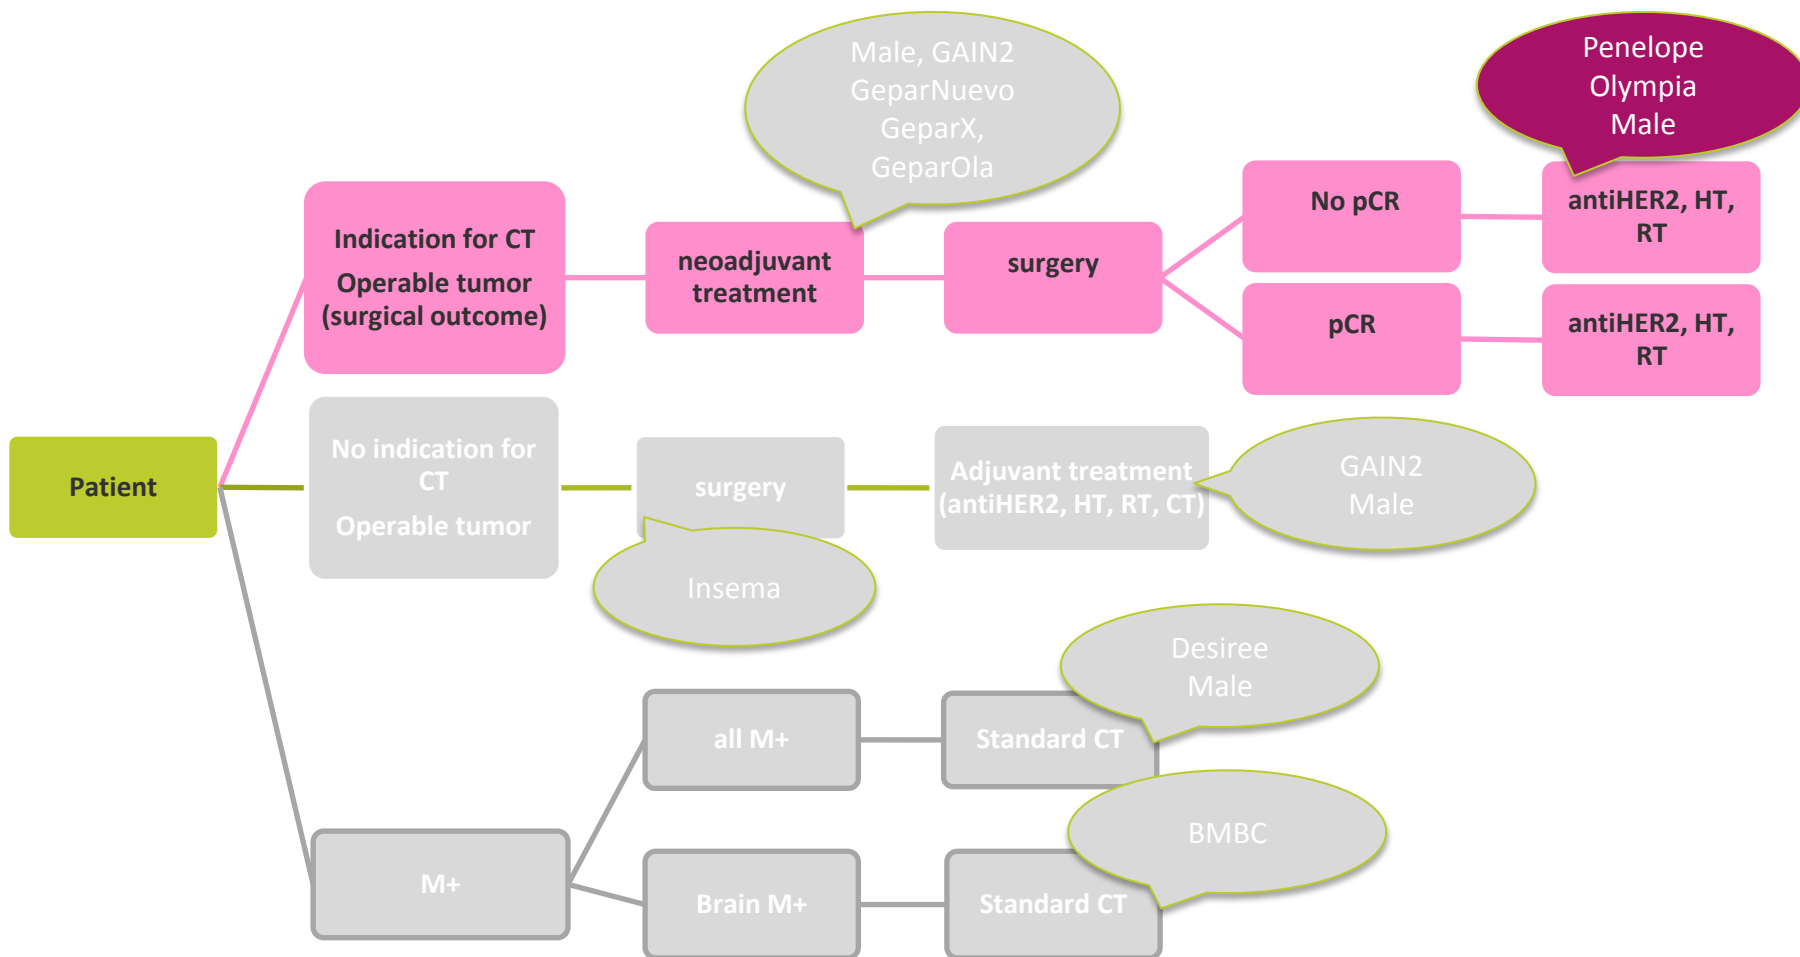 Male, GAIN2
GeparNuevo
GeparX,
GeparOla
Penelope
Olympia
Male
Indication for CT
Operable tumor
(surgical outcome)
neoadjuvant
treatment
surgery
No pCR
antiHER2, HT,
RT
pCR
antiHER2, HT,
RT
Patient
No indication for
CT
Operable tumor
surgery
Adjuvant treatment
(antiHER2, HT, RT, CT)
GAIN2
Male
Insema
Desiree
Male
all M+
Standard CT
BMBC
M+
Brain M+
Standard CT